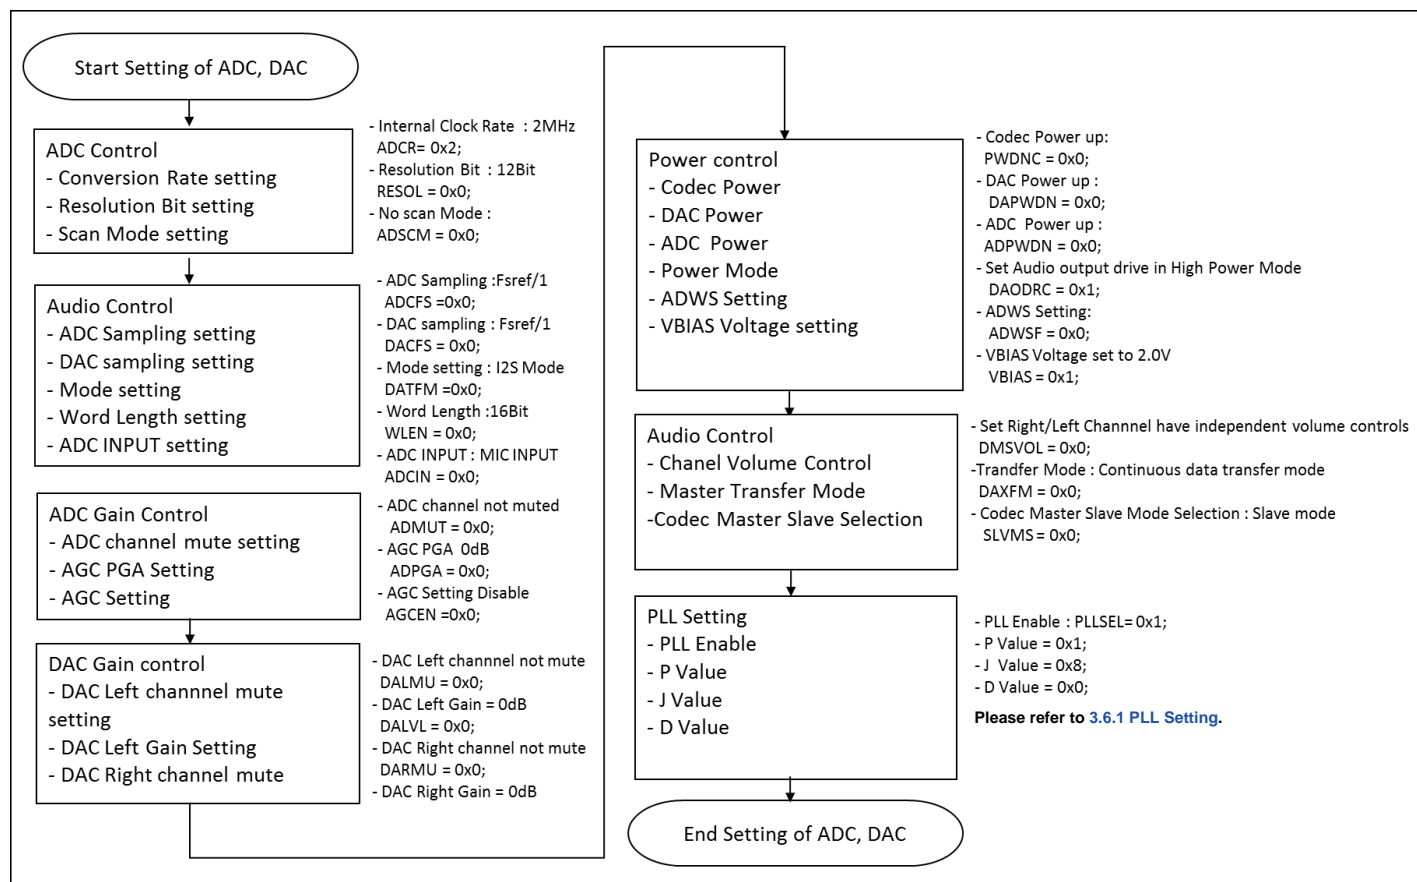 Start Setting of ADC, DAC
ADC Control
- Conversion Rate setting
- Resolution Bit setting
- Scan Mode setting
- Internal Clock Rate : 2MHz
ADCR= 0x2;
- Resolution Bit : 12Bit
RESOL = 0x0;
- No scan Mode :
ADSCM = 0x0;
Audio Control
- ADC Sampling setting
- DAC sampling setting
- Mode setting
- Word Length setting
- ADC INPUT setting
- ADC Sampling :Fsref/1
ADCFS =0x0;
- DAC sampling : Fsref/1
DACFS = 0x0;
- Mode setting : I2S Mode
DATFM =0x0;
- Word Length :16Bit
WLEN = 0x0;
- ADC INPUT : MIC INPUT
ADCIN = 0x0;
ADC Gain Control
- ADC channel mute setting
- AGC PGA Setting
- AGC Setting
- ADC channel not muted
ADMUT = 0x0;
- AGC PGA 0dB
ADPGA = 0x0;
- AGC Setting Disable
AGCEN =0x0;
DAC Gain control
- DAC Left channnel mute
setting
- DAC Left Gain Setting
- DAC Right channel mute
- DAC Left channnel not mute
DALMU = 0x0;
- DAC Left Gain = 0dB
DALVL = 0x0;
- DAC Right channel not mute
DARMU = 0x0;
- DAC Right Gain = 0dB
Power control
- Codec Power
- DAC Power
- ADC Power
- Power Mode
- ADWS Setting
- VBIAS Voltage setting
- Codec Power up:
PWDNC = 0x0;
- DAC Power up :
DAPWDN = 0x0;
- ADC Power up :
ADPWDN = 0x0;
- Set Audio output drive in High Power Mode
DAODRC = 0x1;
- ADWS Setting:
ADWSF = 0x0;
- VBIAS Voltage set to 2.0V
VBIAS = 0x1;
Audio Control
- Chanel Volume Control
- Master Transfer Mode
-Codec Master Slave Selection
- Set Right/Left Channnel have independent volume controls
DMSVOL = 0x0;
-Trandfer Mode : Continuous data transfer mode
DAXFM = 0x0;
- Codec Master Slave Mode Selection : Slave mode
SLVMS = 0x0;
PLL Setting
- PLL Enable
- P Value
- J Value
- D Value
- PLL Enable : PLLSEL= 0x1;
- P Value = 0x1;
- J Value = 0x8;
- D Value = 0x0;
Please refer to 3.6.1 PLL Setting.
End Setting of ADC, DAC